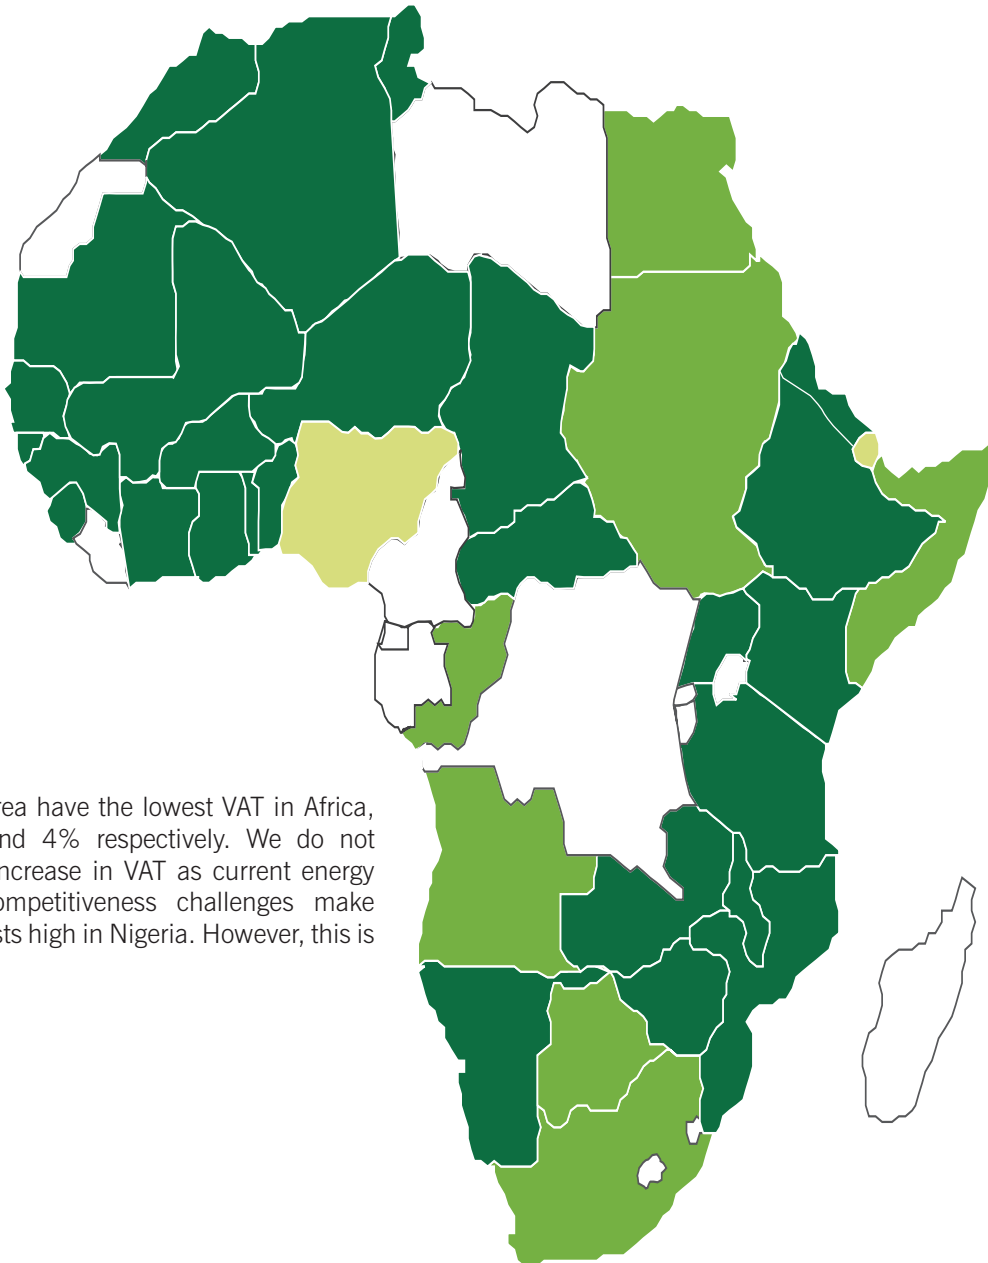 rea have the lowest VAT in Africa,
nd 4% respectively. We do not
ncrease in VAT as current energy
ompetitiveness challenges make
sts high in Nigeria. However, this is